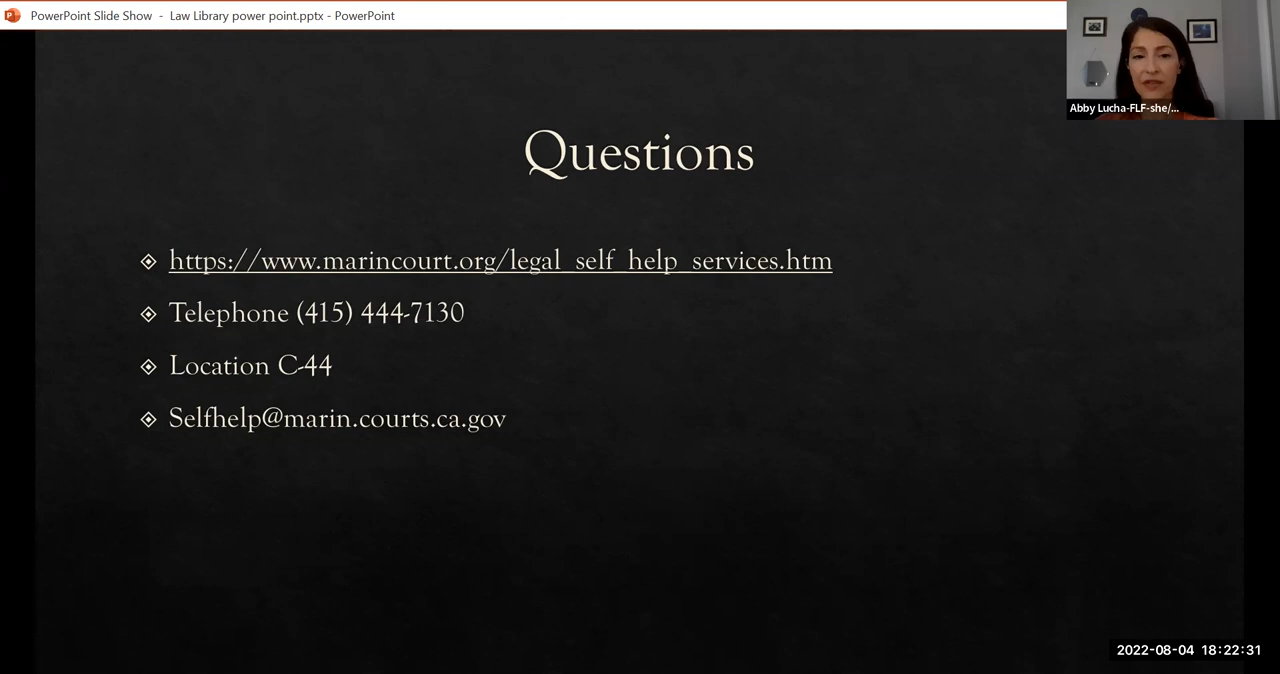 PowerPoint Slide Show - Law Library power point.pptx - PowerPoint
Abby Lucha-FLF-she/...
Questions
https://www.marincourt.org/legal_self_help_services.htm
Telephone (415) 444-7130
Location C-44
Selfhelp@marin.courts.ca.gov
2022-08-04 18:22:31